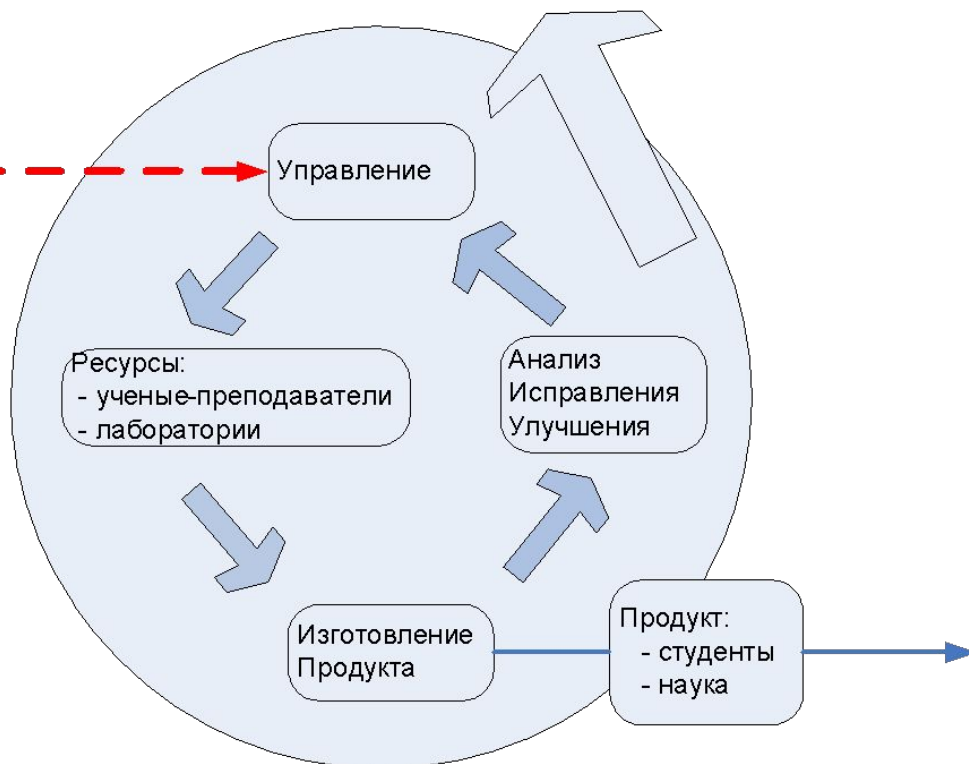 Управление
Ресурсы:
- ученые-преподаватели
- лаборатории
Анализ
Исправления
Улучшения
Изготовление
Продукта
Продукт:
- студенты
- наука